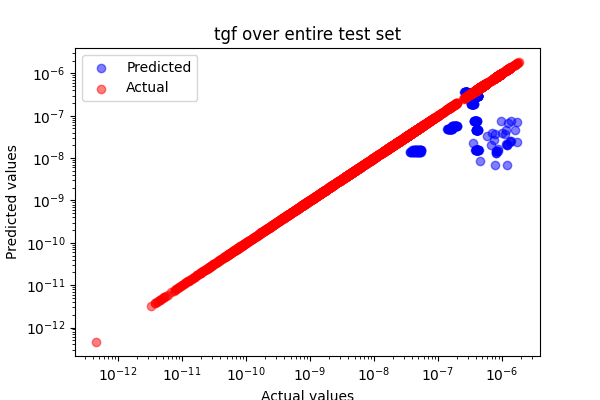 tgf over entire test set
Predicted
Actual
Predicted values
10⁻⁶
10⁻⁷
10⁻⁸
10⁻⁹
10⁻¹⁰
10⁻¹¹
10⁻¹²
10⁻¹² 10⁻¹¹ 10⁻¹⁰ 10⁻⁹ 10⁻⁸ 10⁻⁷ 10⁻⁶
Actual values